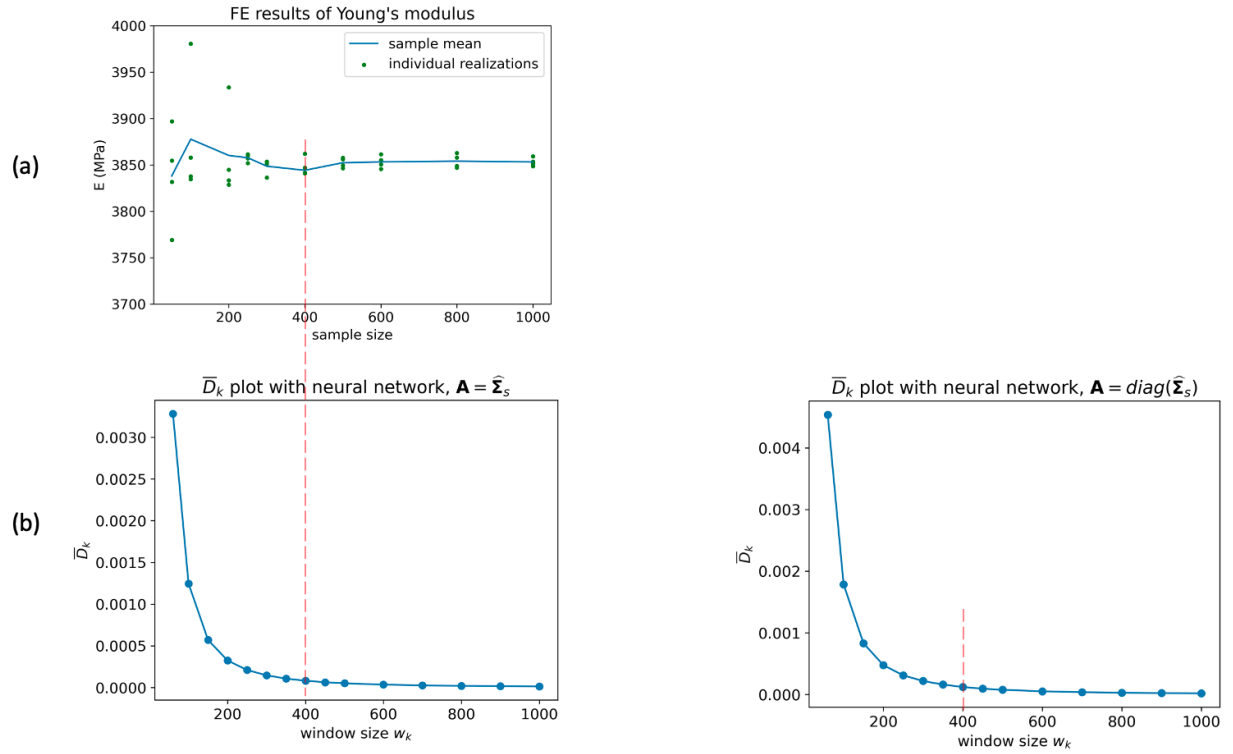 FE results of Young's modulus
4000
3950
3900
3850
3800
3750
3700
E (MPa)
sample mean
individual realizations
200 400 600 800 1000
sample size
(a)
D̅ₖ plot with neural network, A = Σ̂ₛ
0.0030
0.0025
0.0020
0.0015
0.0010
0.0005
0.0000
D̅ₖ
200 400 600 800 1000
window size wₖ
(b)
D̅ₖ plot with neural network, A = diag(Σ̂ₛ)
0.004
0.003
0.002
0.001
0.000
D̅ₖ
200 400 600 800 1000
window size wₖ